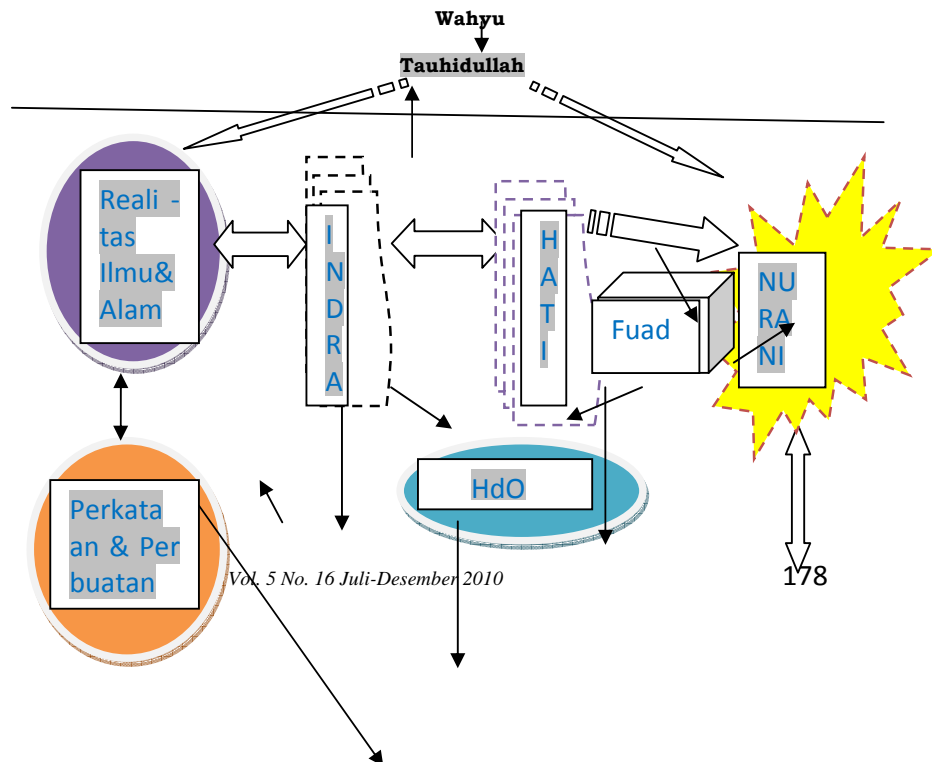 Wahyu
Tauhidullah
Reali -
tas
Ilmu&
Alam
I
N
D
R
A
H
A
T
I
Fuad
NU
RA
NI
HdO
Perkata
an & Per
buatan
Vol. 5 No. 16 Juli-Desember 2010
178